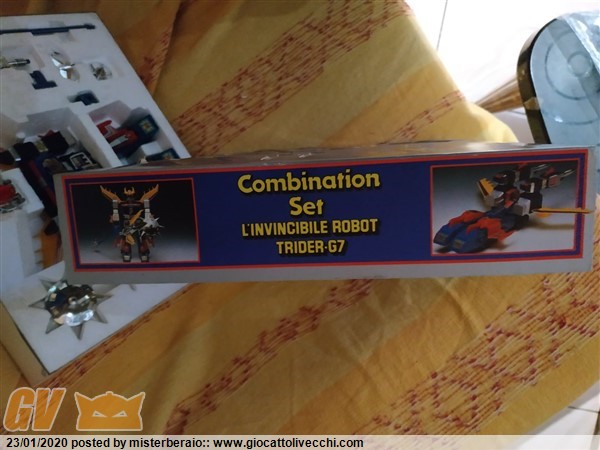 Combination
Set
L'INVINCIBILE ROBOT
TRIDER-G7
GV
23/01/2020 posted by misterberaio:: www.giocattolivecchi.com